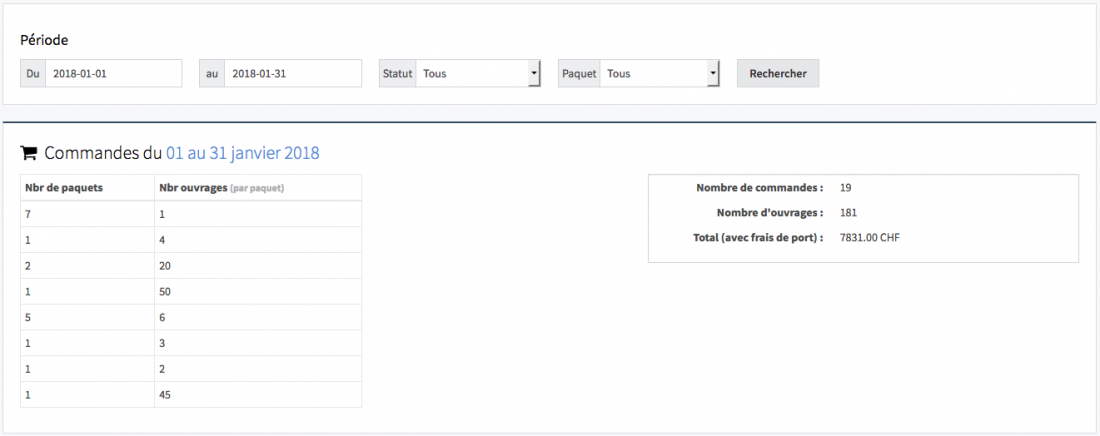 Période
Du 2018-01-01 au 2018-01-31 Statut Tous Paquet Tous Rechercher
Commandes du 01 au 31 janvier 2018
Nbr de paquets Nbr ouvrages (par paquet)
7 1
1 4
2 20
1 50
5 6
1 3
1 2
1 45
Nombre de commandes : 19
Nombre d'ouvrages : 181
Total (avec frais de port) : 7831.00 CHF